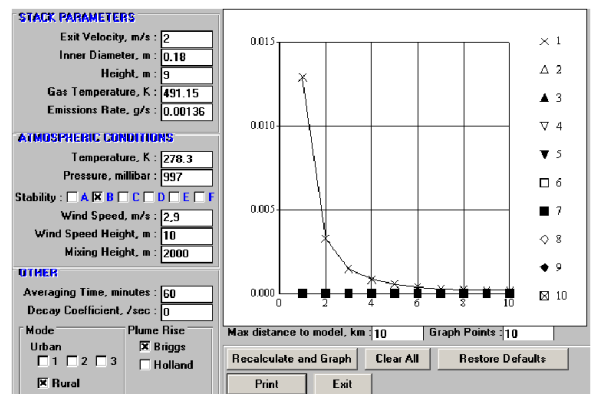 STACK PARAMETERS
Exit Velocity, m/s : 2
Inner Diameter, m : 0.18
Height, m : 9
Gas Temperature, K : 491.15
Emissions Rate, g/s : 0.00136
ATMOSPHERIC CONDITIONS
Temperature, K : 278.3
Pressure, millibar : 997
Stability : A B C D E F
Wind Speed, m/s : 2,9
Wind Speed Height, m : 10
Mixing Height, m : 2000
OTHER
Averaging Time, minutes : 60
Decay Coefficient, /sec : 0
Mode
Urban
1 2 3
Rural
Plume Rise
Briggs
Holland
0.015
0.010
0.005
0.000
0 2 4 6 8 10
1
2
3
4
5
6
7
8
9
10
Max distance to model, km : 10
Graph Points : 10
Recalculate and Graph
Clear All
Restore Defaults
Print
Exit